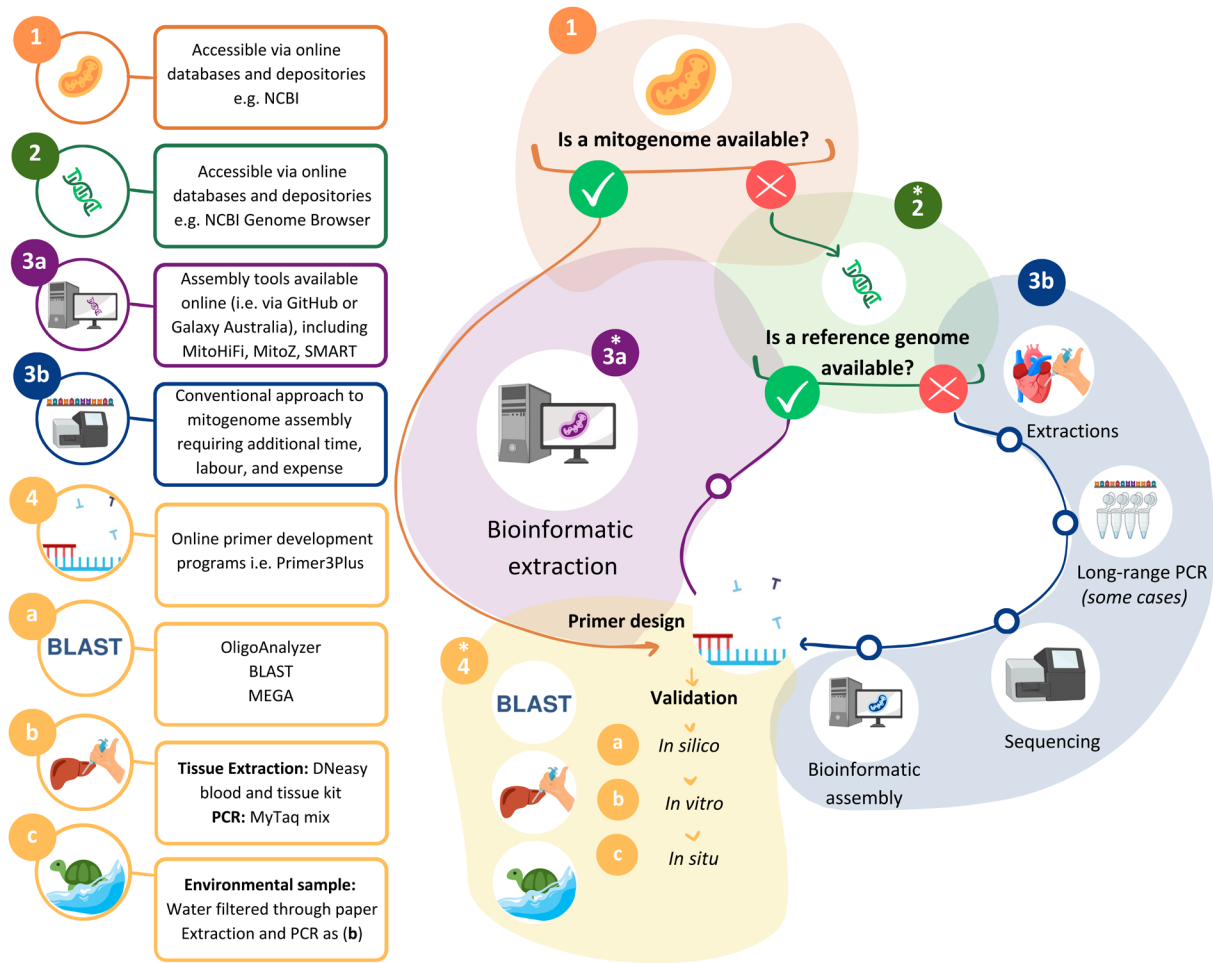 1
Accessible via online
databases and depositories
e.g. NCBI
2
Accessible via online
databases and depositories
e.g. NCBI Genome Browser
3a
Assembly tools available
online (i.e. via GitHub or
Galaxy Australia), including
MitoHiFi, MitoZ, SMART
3b
Conventional approach to
mitogenome assembly
requiring additional time,
labour, and expense
4
Online primer development
programs i.e. Primer3Plus
a
BLAST
OligoAnalyzer
BLAST
MEGA
b
Tissue Extraction: DNeasy
blood and tissue kit
PCR: MyTaq mix
c
Environmental sample:
Water filtered through paper
Extraction and PCR as (b)
1
Is a mitogenome available?
*
2
Is a reference genome
available?
*
3a
Bioinformatic
extraction
3b
Extractions
Long-range PCR
(some cases)
Sequencing
Bioinformatic
assembly
Primer design
*
4
Validation
BLAST
a
In silico
b
In vitro
c
In situ